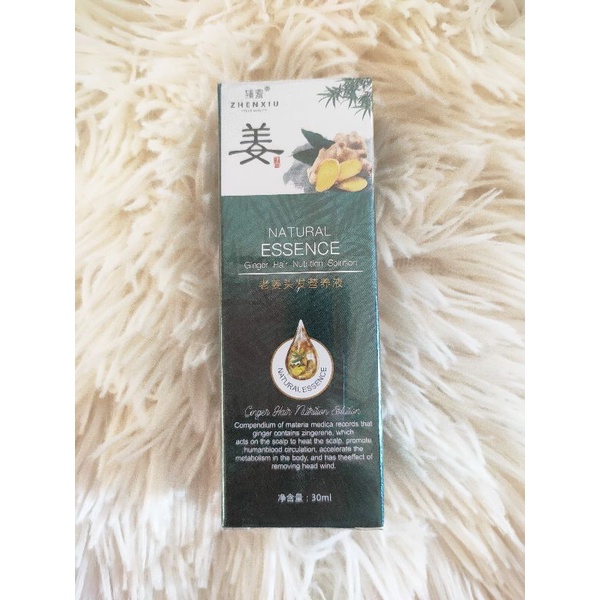 臻秀®
ZHENXIU
姜
NATURAL
ESSENCE
Ginger Hair Nutrition Solution
老姜头发营养液
NATURAL ESSENCE
Ginger Hair Nutrition Solution
Compendium of materia medica records that
ginger contains zingerene, which
acts on the scalp to heat the scalp, promote
humanblood circulation, accelerate the
metabolism in the body, and has theeffect of
removing head wind.
净含量：30ml